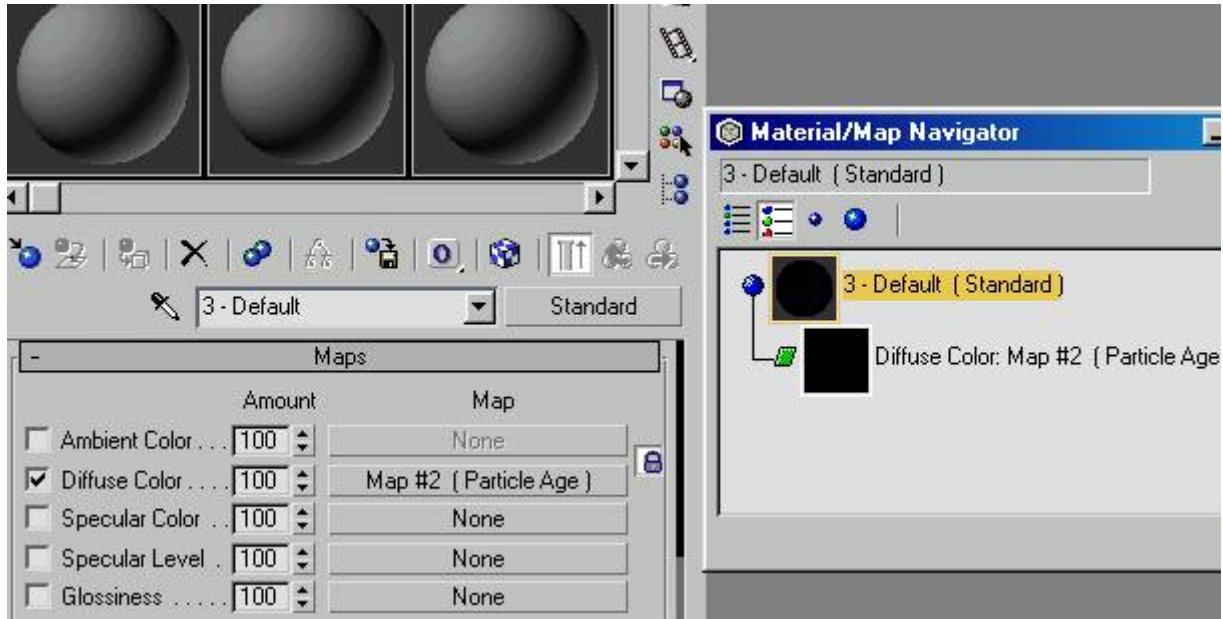 Material/Map Navigator
3 - Default ( Standard )
3 - Default ( Standard )
Diffuse Color: Map #2 ( Particle Age
3 - Default
Standard
- Maps
Amount Map
Ambient Color . . . 100 None
Diffuse Color . . . . 100 Map #2 ( Particle Age )
Specular Color . . 100 None
Specular Level . 100 None
Glossiness . . . . . 100 None